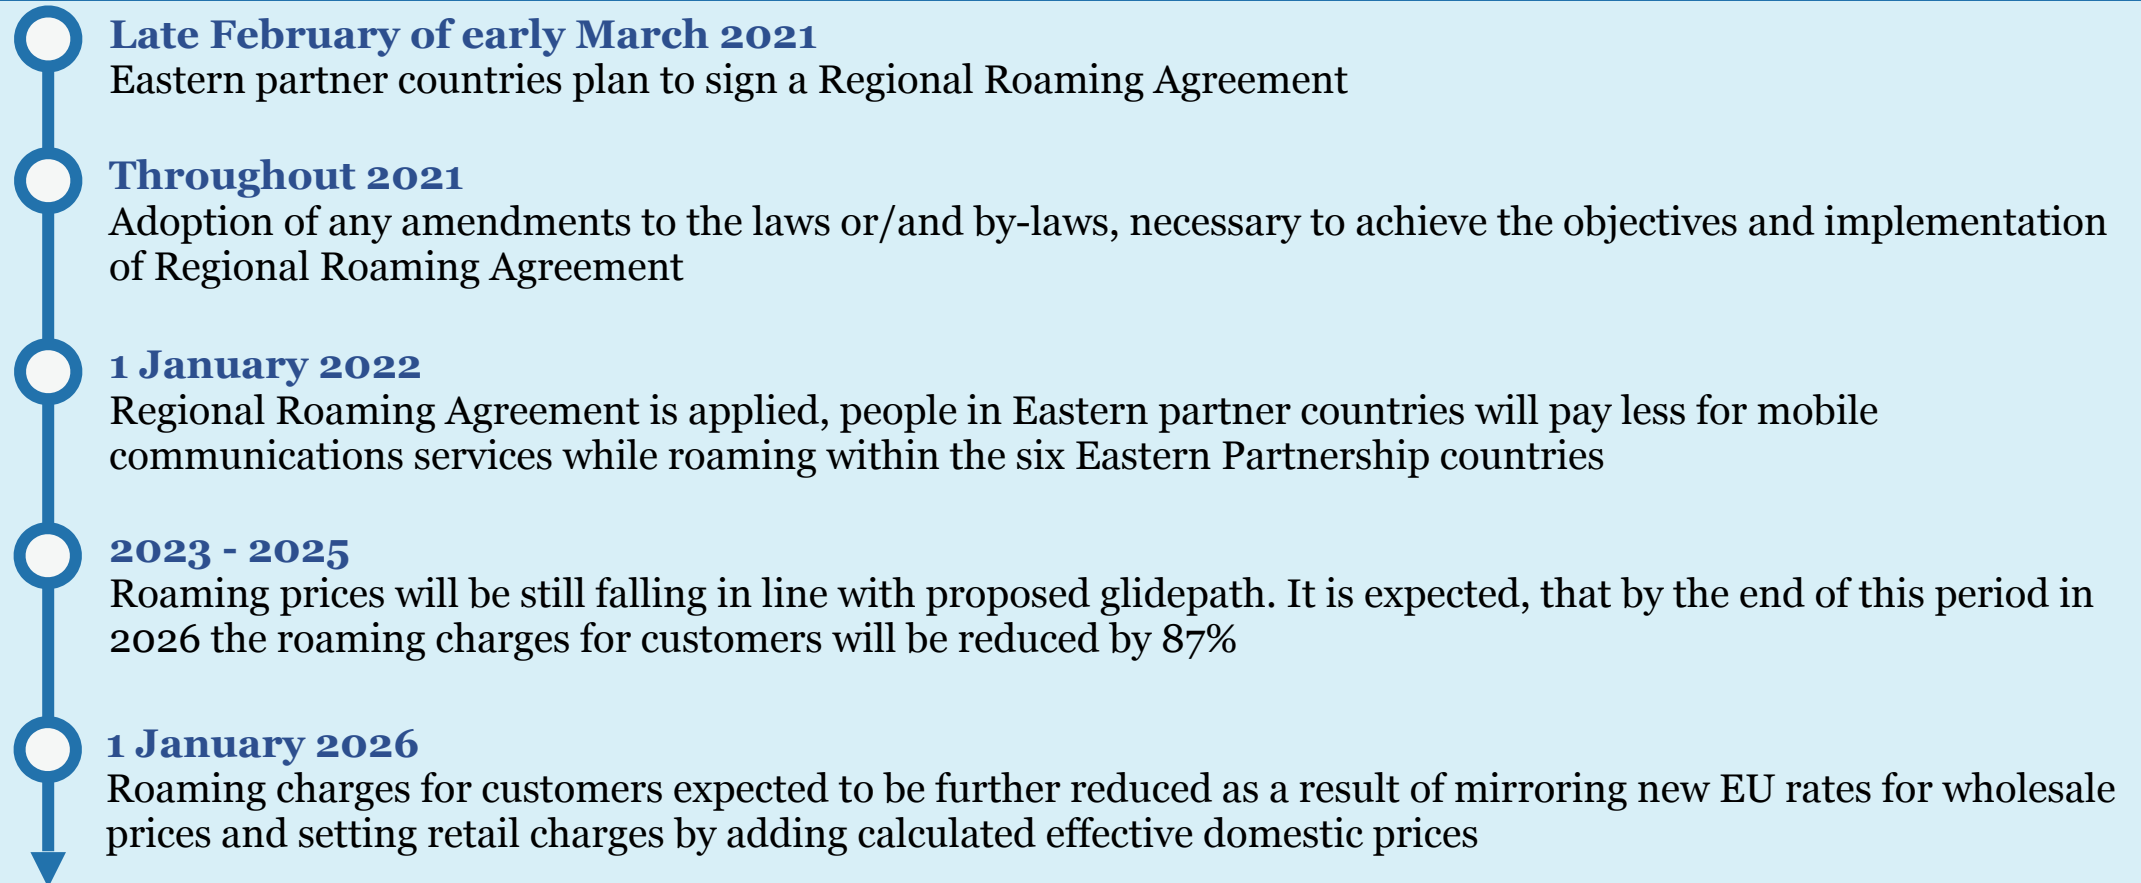 Late February of early March 2021
Eastern partner countries plan to sign a Regional Roaming Agreement
Throughout 2021
Adoption of any amendments to the laws or/and by-laws, necessary to achieve the objectives and implementation
of Regional Roaming Agreement
1 January 2022
Regional Roaming Agreement is applied, people in Eastern partner countries will pay less for mobile
communications services while roaming within the six Eastern Partnership countries
2023 - 2025
Roaming prices will be still falling in line with proposed glidepath. It is expected, that by the end of this period in
2026 the roaming charges for customers will be reduced by 87%
1 January 2026
Roaming charges for customers expected to be further reduced as a result of mirroring new EU rates for wholesale
prices and setting retail charges by adding calculated effective domestic prices